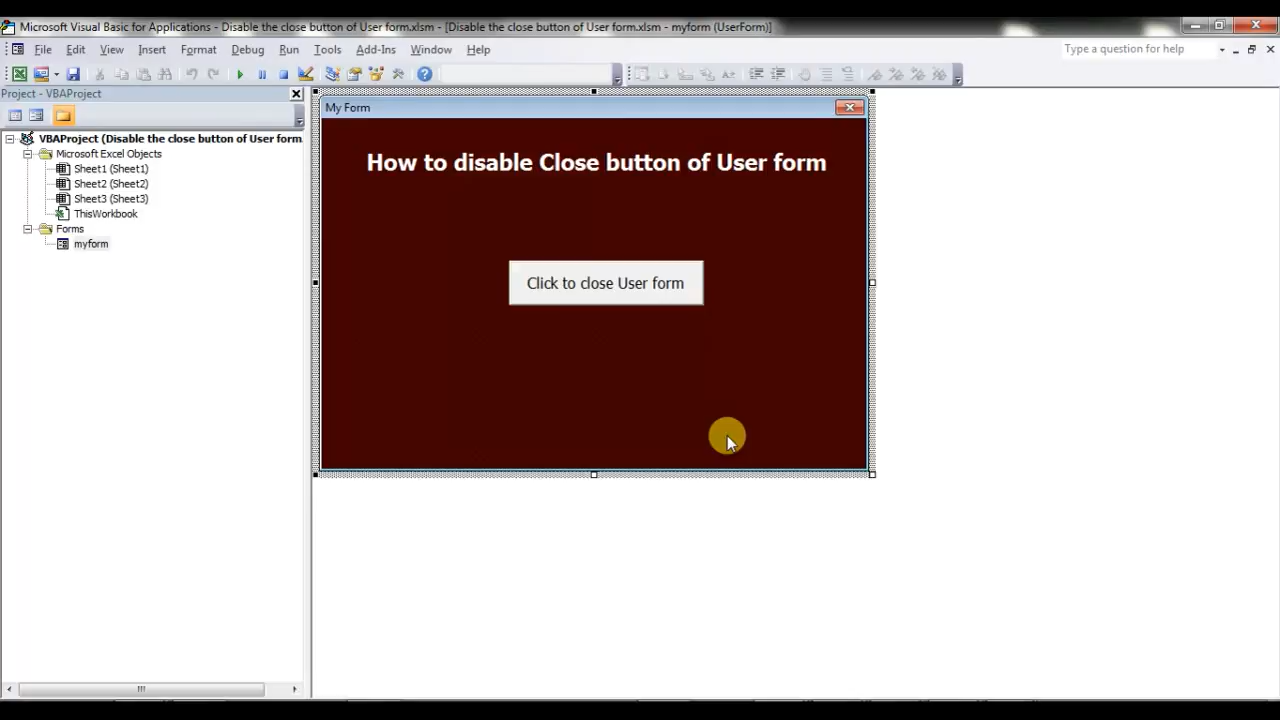 Microsoft Visual Basic for Applications - Disable the close button of User form.xlsm - [Disable the close button of User form.xlsm - myform (UserForm)]
File Edit View Insert Format Debug Run Tools Add-Ins Window Help
Type a question for help
Project - VBAProject
VBAProject (Disable the close button of User form.
Microsoft Excel Objects
Sheet1 (Sheet1)
Sheet2 (Sheet2)
Sheet3 (Sheet3)
ThisWorkbook
Forms
myform
My Form
How to disable Close button of User form
Click to close User form